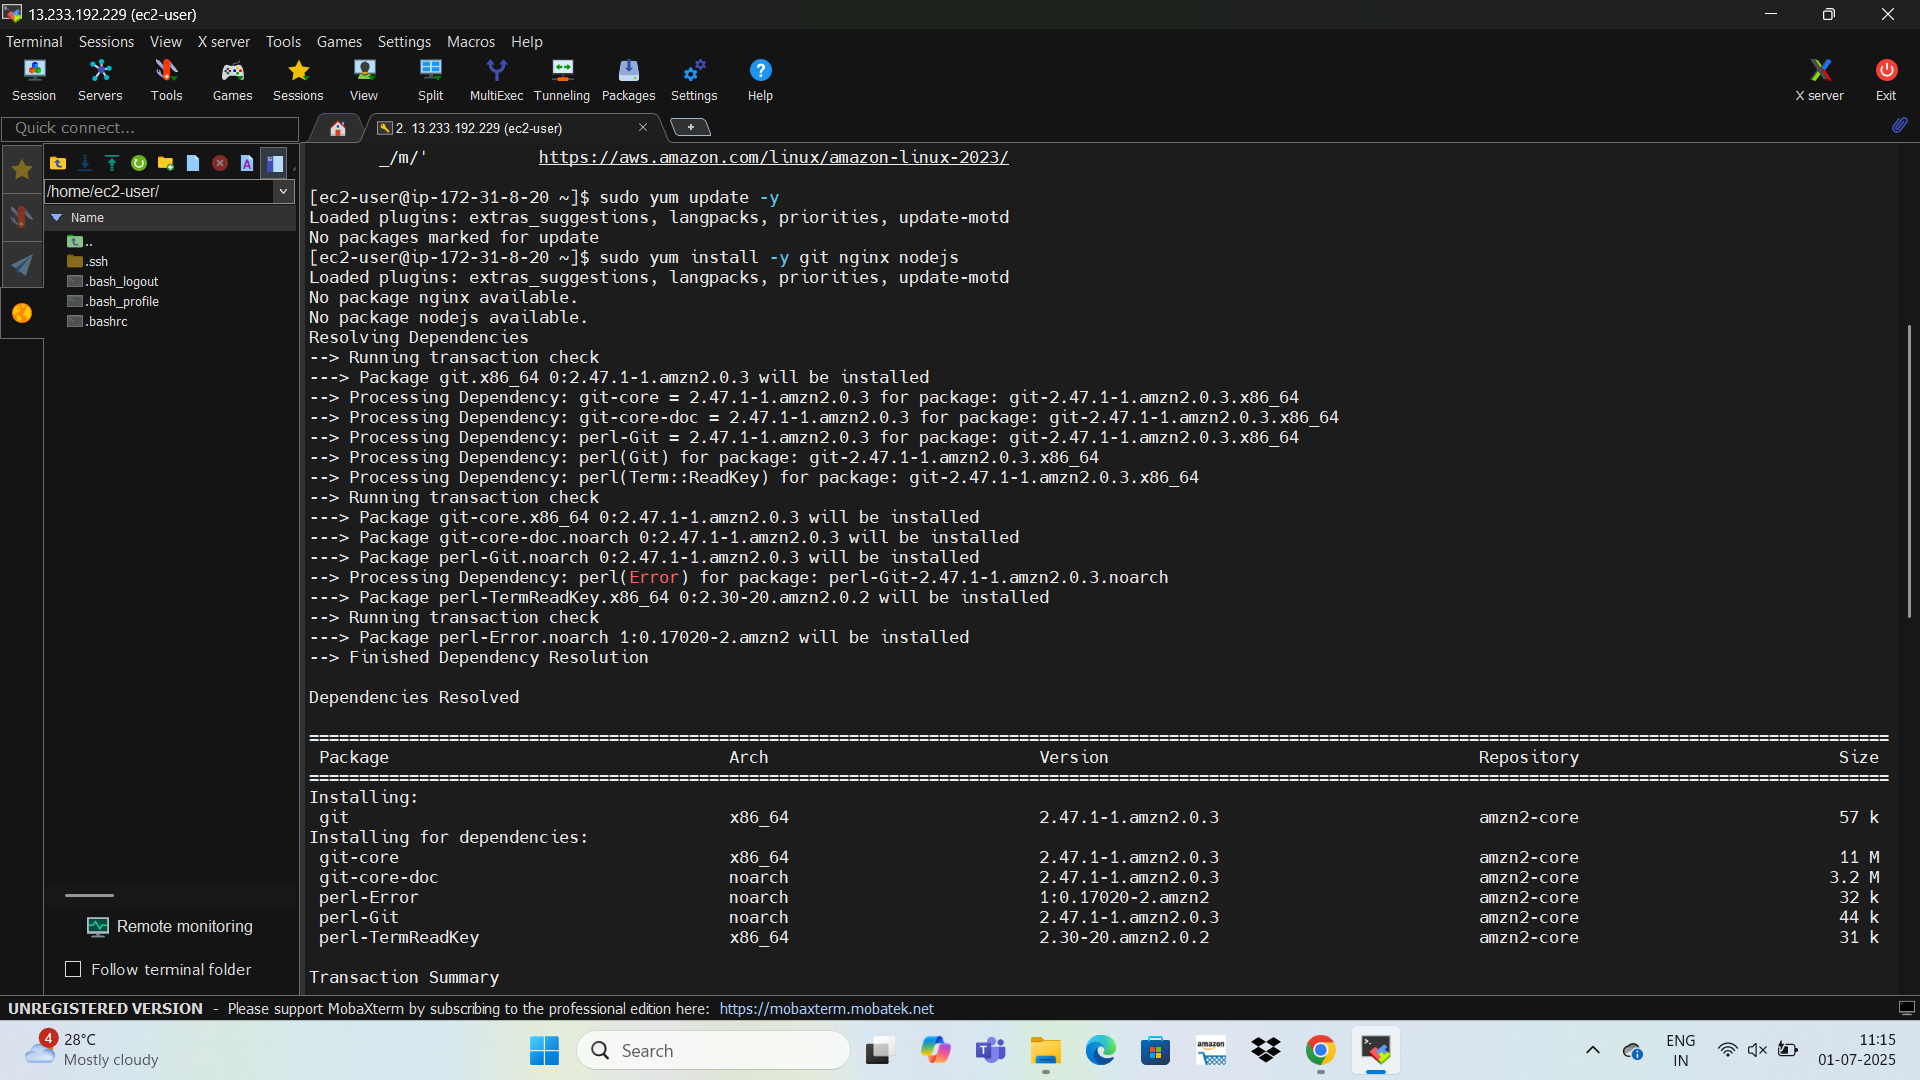 13.233.192.229 (ec2-user)
Terminal Sessions View X server Tools Games Settings Macros Help
Session Servers Tools Games Sessions View Split MultiExec Tunneling Packages Settings Help X server Exit
Quick connect...
2. 13.233.192.229 (ec2-user)
/home/ec2-user/
Name
..
.ssh
.bash_logout
.bash_profile
.bashrc
Remote monitoring
Follow terminal folder
_/m/' https://aws.amazon.com/linux/amazon-linux-2023/
[ec2-user@ip-172-31-8-20 ~]$ sudo yum update -y
Loaded plugins: extras_suggestions, langpacks, priorities, update-motd
No packages marked for update
[ec2-user@ip-172-31-8-20 ~]$ sudo yum install -y git nginx nodejs
Loaded plugins: extras_suggestions, langpacks, priorities, update-motd
No package nginx available.
No package nodejs available.
Resolving Dependencies
--> Running transaction check
---> Package git.x86_64 0:2.47.1-1.amzn2.0.3 will be installed
--> Processing Dependency: git-core = 2.47.1-1.amzn2.0.3 for package: git-2.47.1-1.amzn2.0.3.x86_64
--> Processing Dependency: git-core-doc = 2.47.1-1.amzn2.0.3 for package: git-2.47.1-1.amzn2.0.3.x86_64
--> Processing Dependency: perl-Git = 2.47.1-1.amzn2.0.3 for package: git-2.47.1-1.amzn2.0.3.x86_64
--> Processing Dependency: perl(Git) for package: git-2.47.1-1.amzn2.0.3.x86_64
--> Processing Dependency: perl(Term::ReadKey) for package: git-2.47.1-1.amzn2.0.3.x86_64
--> Running transaction check
---> Package git-core.x86_64 0:2.47.1-1.amzn2.0.3 will be installed
---> Package git-core-doc.noarch 0:2.47.1-1.amzn2.0.3 will be installed
---> Package perl-Git.noarch 0:2.47.1-1.amzn2.0.3 will be installed
--> Processing Dependency: perl(Error) for package: perl-Git-2.47.1-1.amzn2.0.3.noarch
---> Package perl-TermReadKey.x86_64 0:2.30-20.amzn2.0.2 will be installed
--> Running transaction check
---> Package perl-Error.noarch 1:0.17020-2.amzn2 will be installed
--> Finished Dependency Resolution
Dependencies Resolved
Package Arch Version Repository Size
Installing:
git x86_64 2.47.1-1.amzn2.0.3 amzn2-core 57 k
Installing for dependencies:
git-core x86_64 2.47.1-1.amzn2.0.3 amzn2-core 11 M
git-core-doc noarch 2.47.1-1.amzn2.0.3 amzn2-core 3.2 M
perl-Error noarch 1:0.17020-2.amzn2 amzn2-core 32 k
perl-Git noarch 2.47.1-1.amzn2.0.3 amzn2-core 44 k
perl-TermReadKey x86_64 2.30-20.amzn2.0.2 amzn2-core 31 k
Transaction Summary
UNREGISTERED VERSION - Please support MobaXterm by subscribing to the professional edition here: https://mobaxterm.mobatek.net
4 28°C
Mostly cloudy
Search
amazon
ENG
IN
11:15
01-07-2025